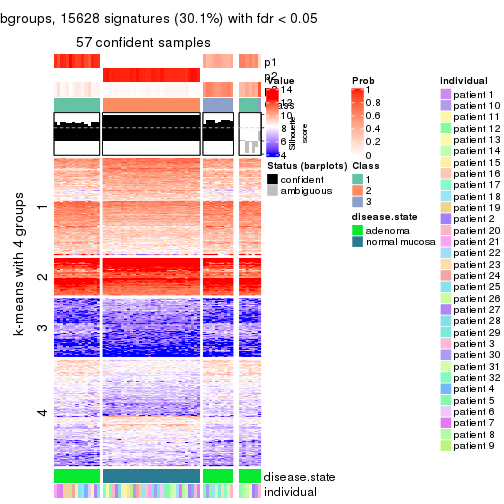 bgroups, 15628 signatures (30.1%) with fdr < 0.05
57 confident samples
p1
p2
Value
14
12
10
8
6
4
Silhouette
score
Prob
1
0.8
0.6
0.4
0.2
0
individual
patient 1
patient 10
patient 11
patient 12
patient 13
patient 14
patient 15
patient 16
patient 17
patient 18
patient 19
patient 2
patient 20
patient 21
patient 22
patient 23
patient 24
patient 25
patient 26
patient 27
patient 28
patient 29
patient 3
patient 30
patient 31
patient 32
patient 4
patient 5
patient 6
patient 7
patient 8
patient 9
Status (barplots)
confident
ambiguous
Class
1
2
3
disease.state
adenoma
normal mucosa
k-means with 4 groups
1
2
3
4
disease.state
individual